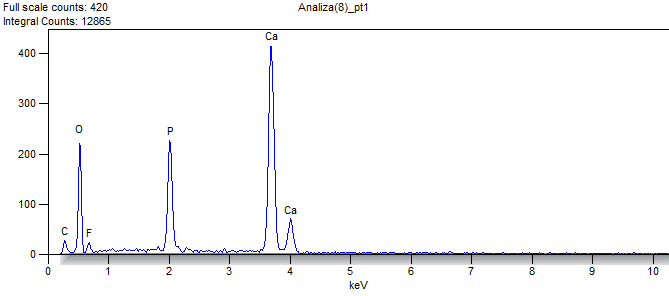 Full scale counts: 420
Analiza(8)_pt1
Integral Counts: 12865
Ca
400
300
O
P
200
Ca
100
C
F
0
0 1 2 3 4 5 6 7 8 9 10
keV